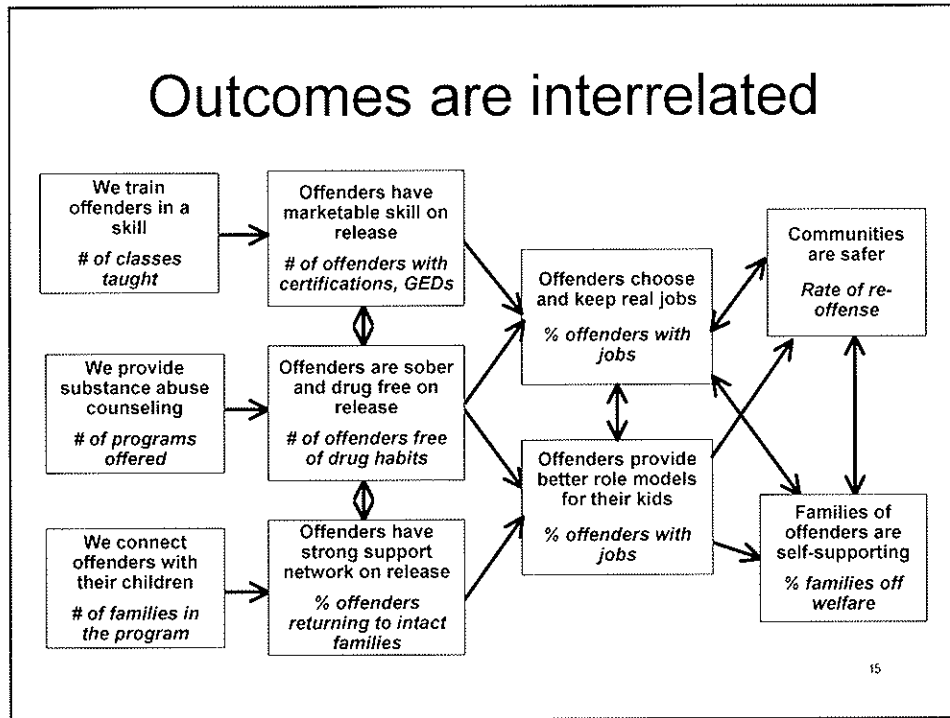 Outcomes are interrelated
We train
offenders in a
skill
# of classes
taught
Offenders have
marketable skill on
release
# of offenders with
certifications, GEDs
We provide
substance abuse
counseling
# of programs
offered
Offenders are sober
and drug free on
release
# of offenders free
of drug habits
We connect
offenders with
their children
# of families in
the program
Offenders have
strong support
network on release
% offenders
returning to intact
families
Offenders choose
and keep real jobs
% offenders with
jobs
Offenders provide
better role models
for their kids
% offenders with
jobs
Communities
are safer
Rate of re-
offense
Families of
offenders are
self-supporting
% families off
welfare
15